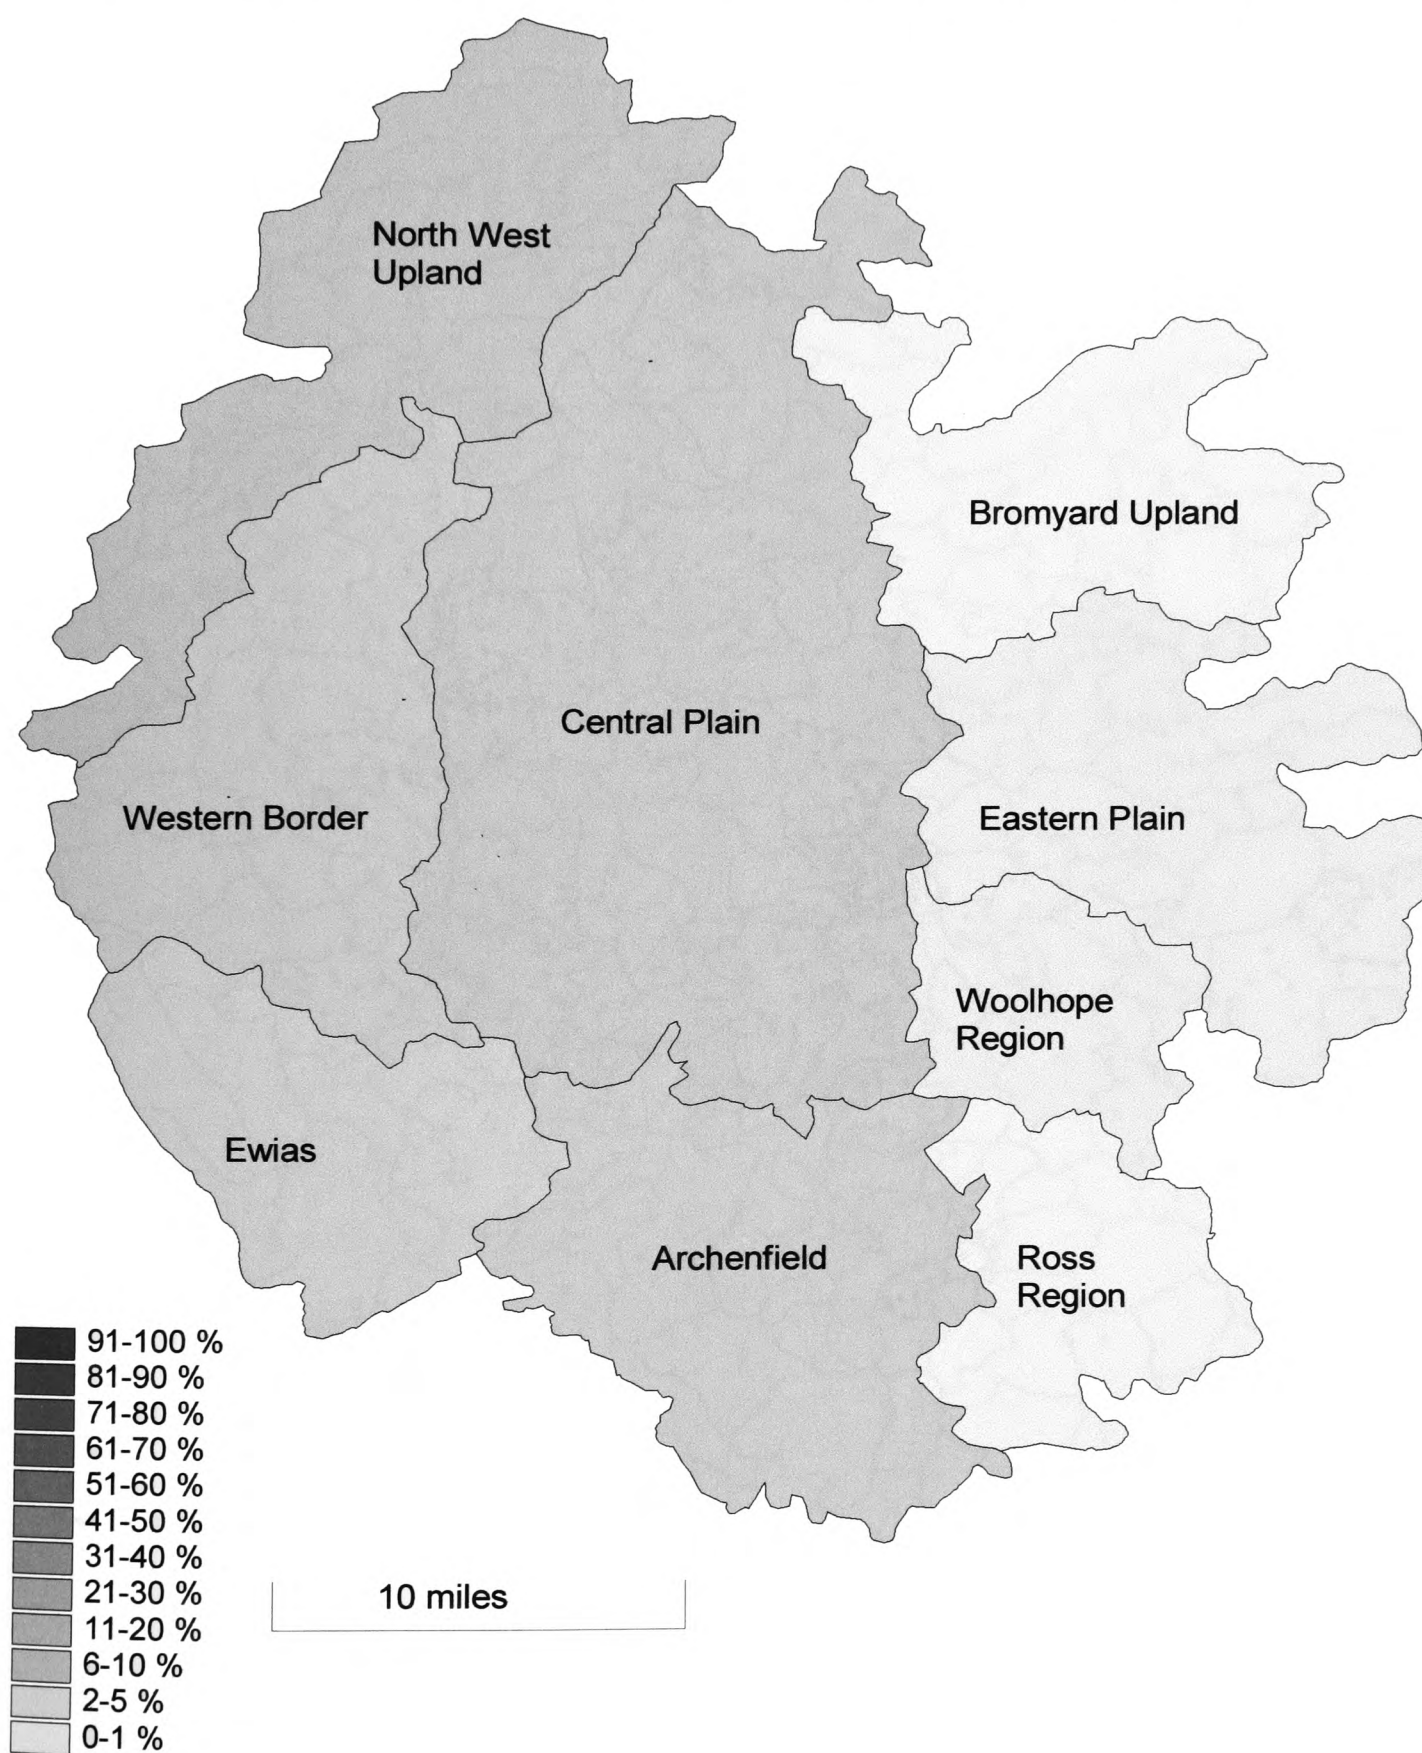 North West
Upland
Bromyard Upland
Central Plain
Western Border
Eastern Plain
Woolhope
Region
Ewias
Archenfield
Ross
Region
91-100 %
81-90 %
71-80 %
61-70 %
51-60 %
41-50 %
31-40 %
21-30 %
11-20 %
6-10 %
2-5 %
0-1 %
10 miles